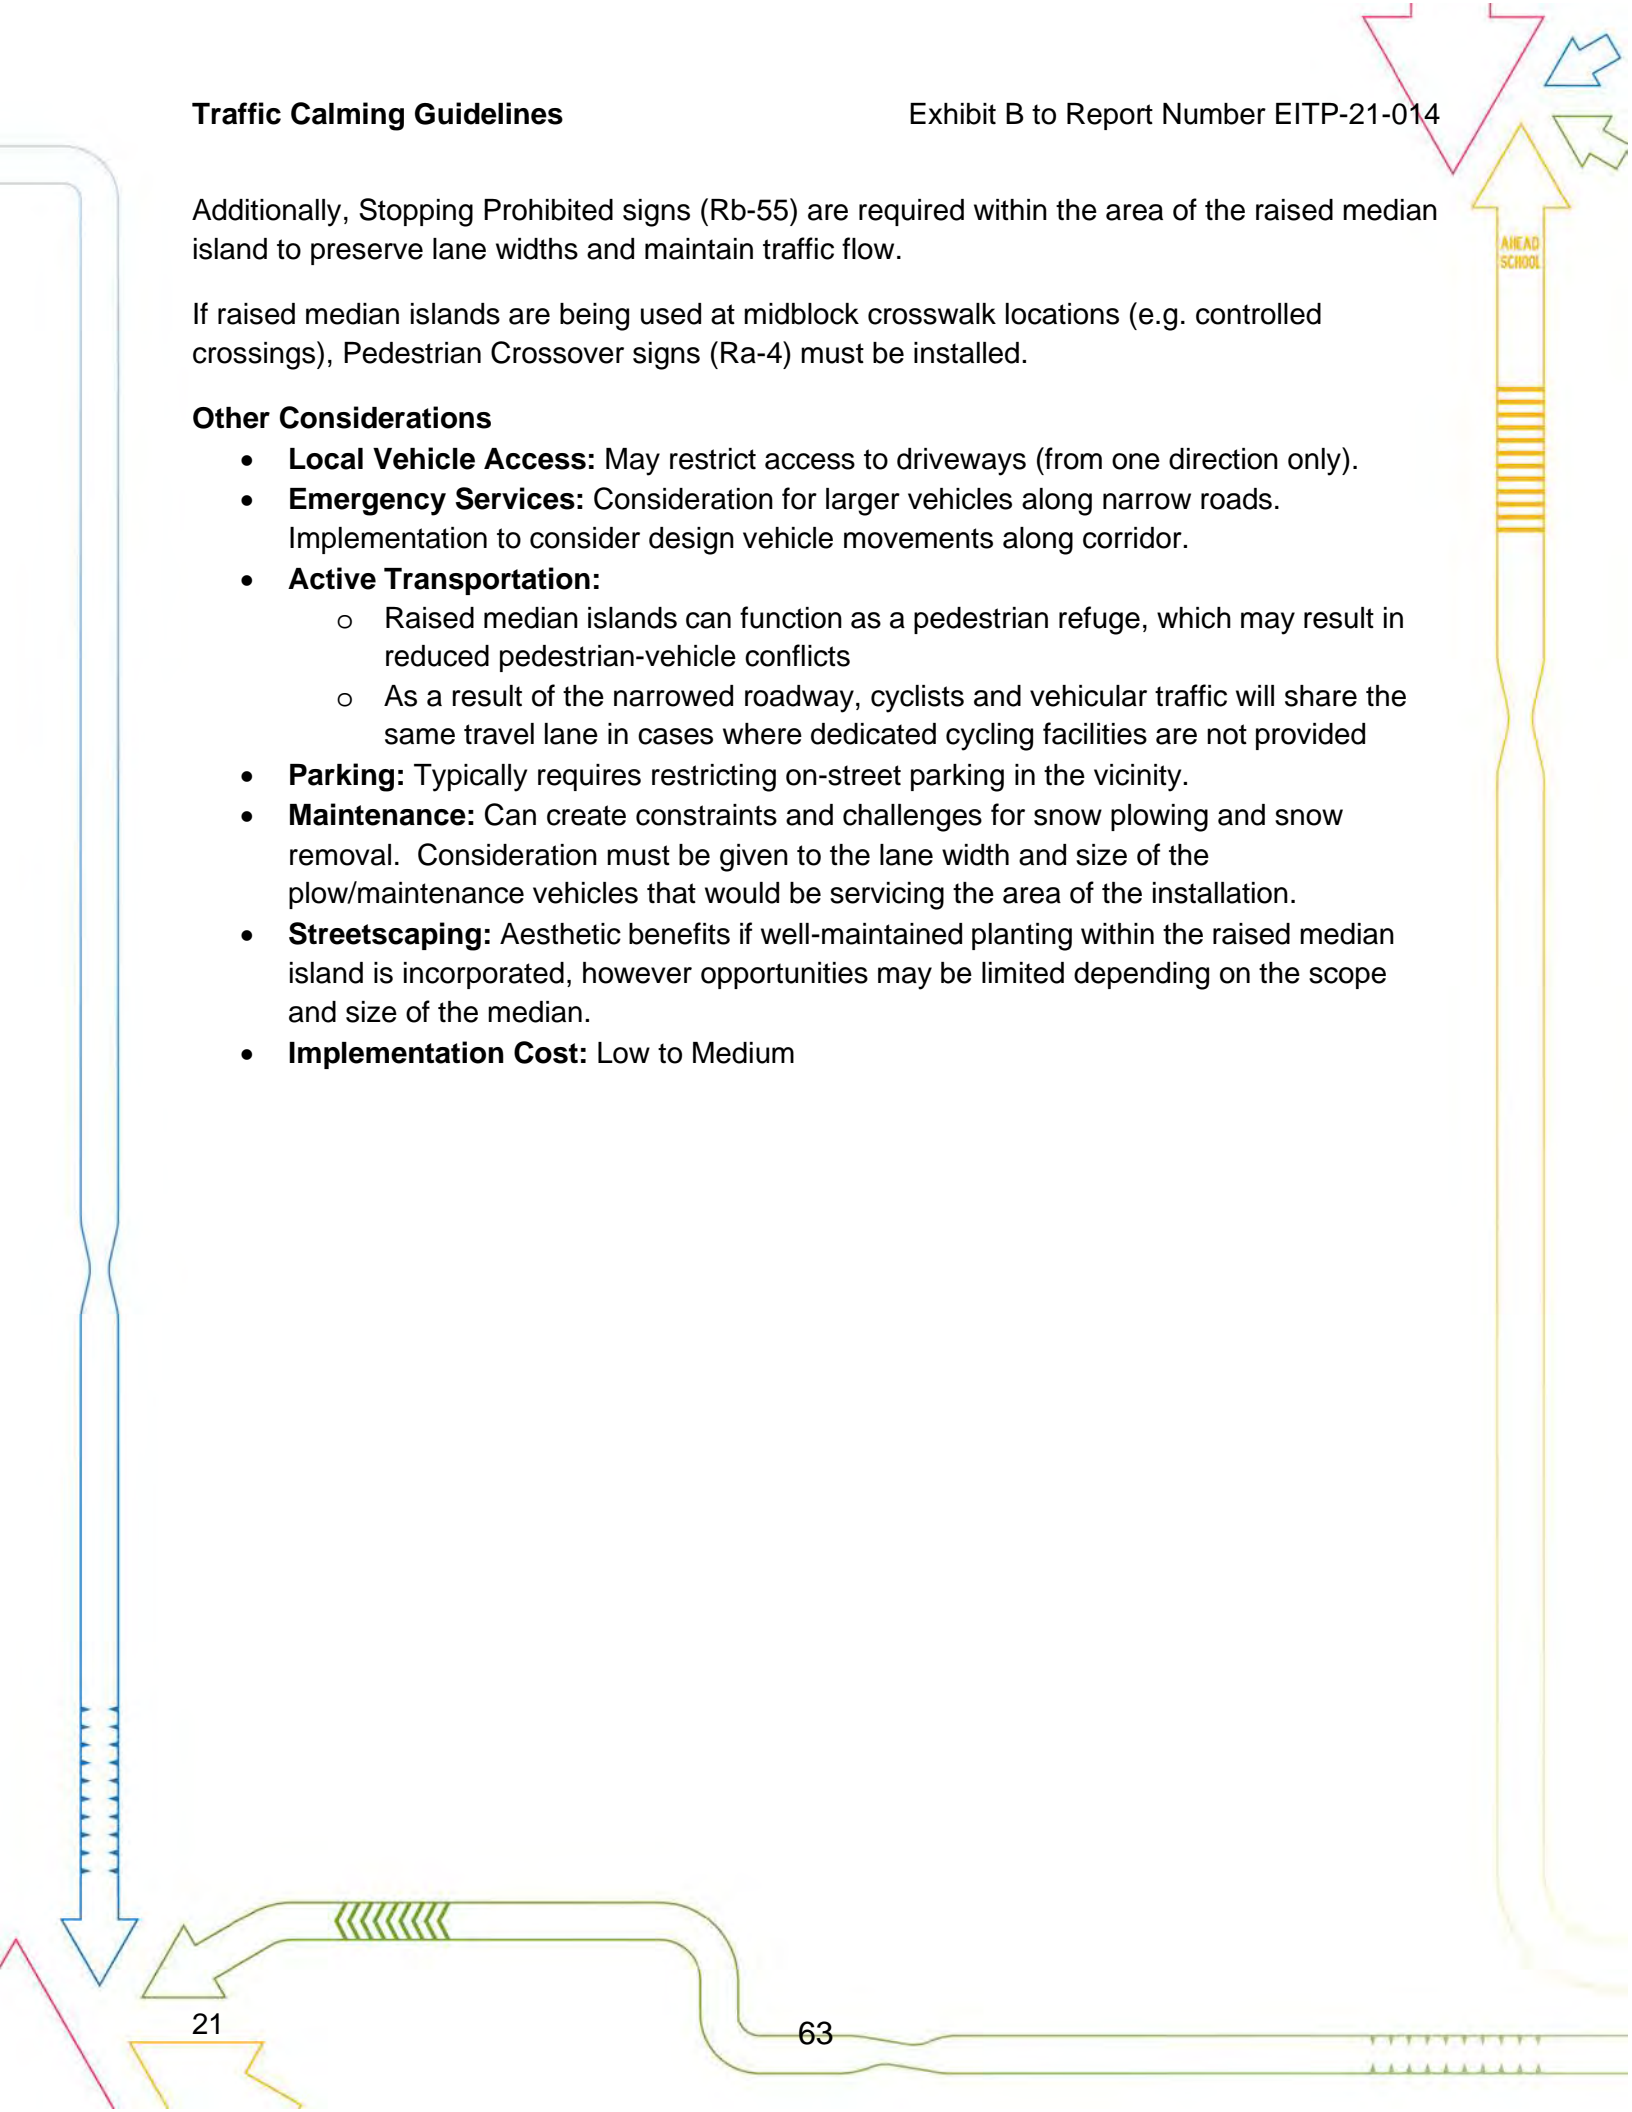 Traffic Calming Guidelines Exhibit B to Report Number EITP-21-014
AHEAD
SCHOOL
Additionally, Stopping Prohibited signs (Rb-55) are required within the area of the raised median
island to preserve lane widths and maintain traffic flow.
If raised median islands are being used at midblock crosswalk locations (e.g. controlled
crossings), Pedestrian Crossover signs (Ra-4) must be installed.
Other Considerations
• Local Vehicle Access: May restrict access to driveways (from one direction only).
• Emergency Services: Consideration for larger vehicles along narrow roads.
Implementation to consider design vehicle movements along corridor.
• Active Transportation:
o Raised median islands can function as a pedestrian refuge, which may result in
reduced pedestrian-vehicle conflicts
o As a result of the narrowed roadway, cyclists and vehicular traffic will share the
same travel lane in cases where dedicated cycling facilities are not provided
• Parking: Typically requires restricting on-street parking in the vicinity.
• Maintenance: Can create constraints and challenges for snow plowing and snow
removal. Consideration must be given to the lane width and size of the
plow/maintenance vehicles that would be servicing the area of the installation.
• Streetscaping: Aesthetic benefits if well-maintained planting within the raised median
island is incorporated, however opportunities may be limited depending on the scope
and size of the median.
• Implementation Cost: Low to Medium
21
63